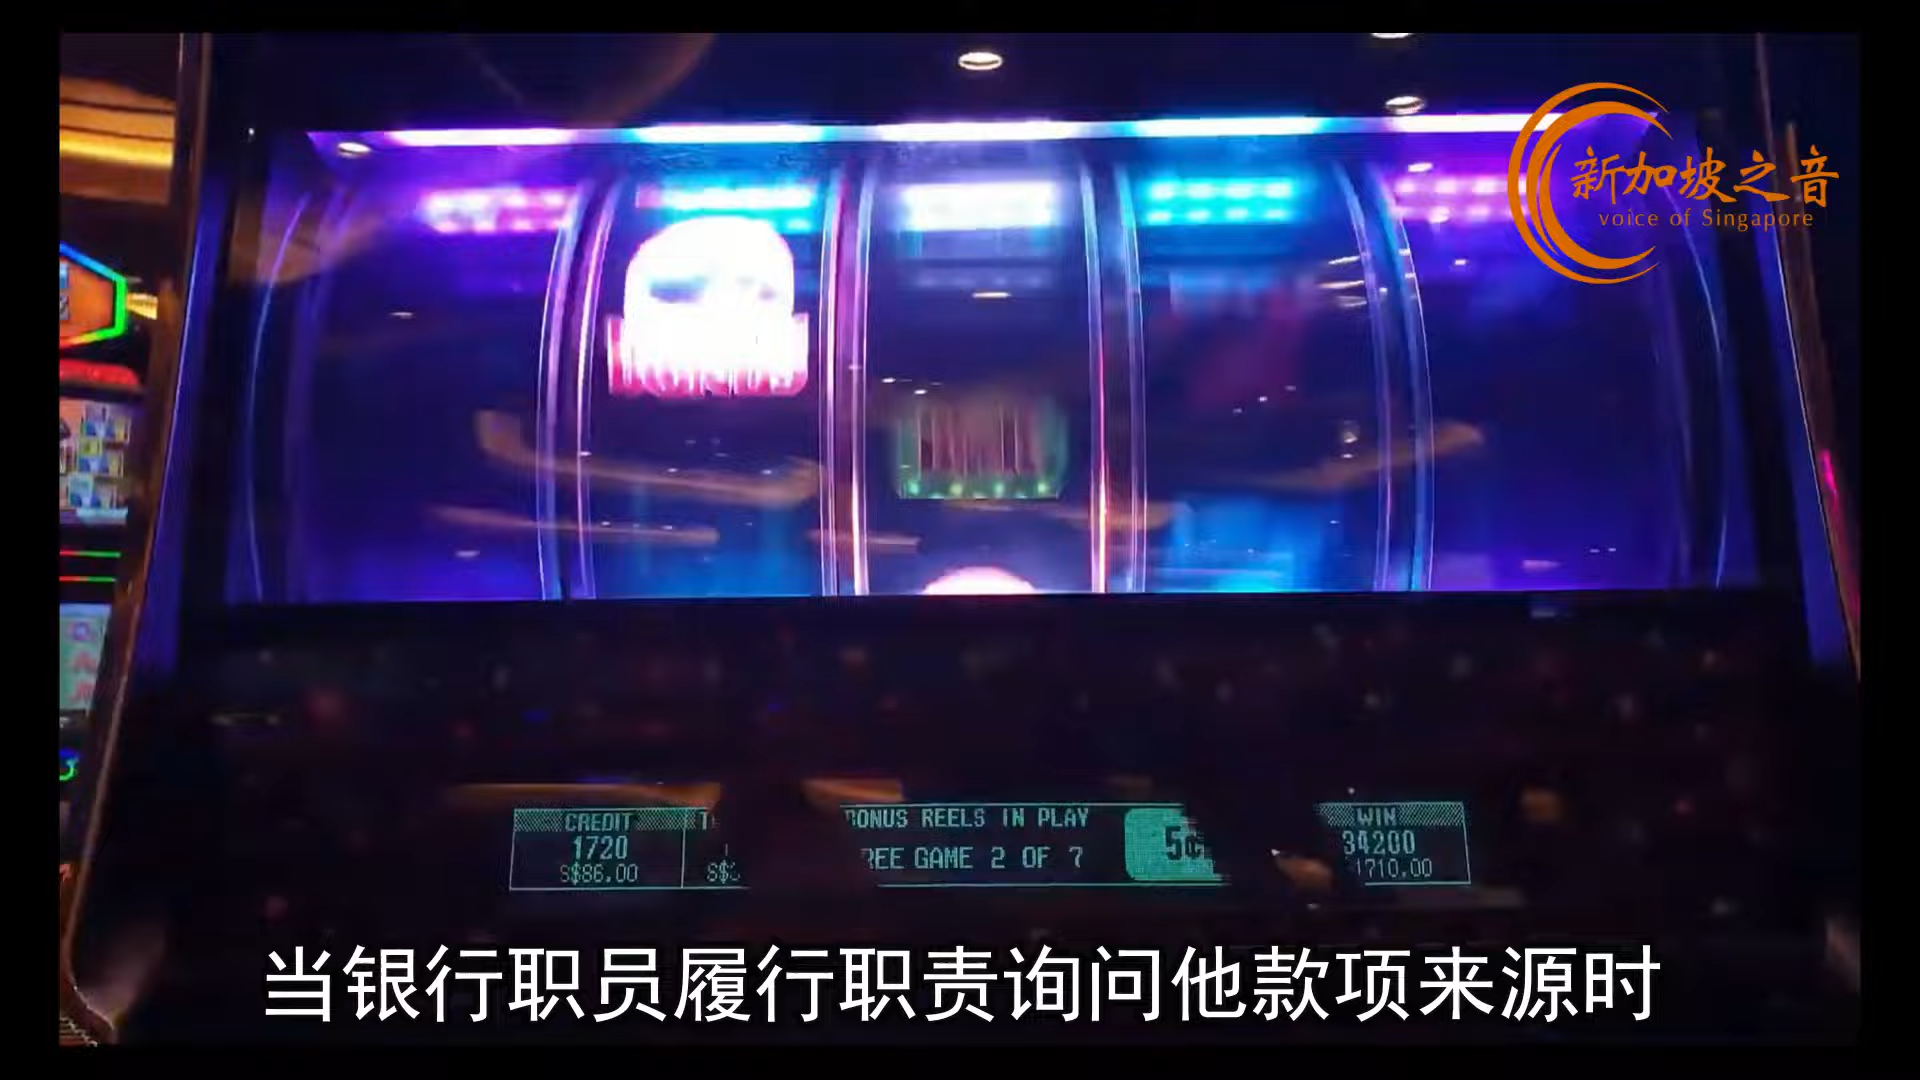 新加坡之音
voice of Singapore
CREDIT
1720
S$86.00
BONUS REELS IN PLAY
FREE GAME 2 OF 7
5¢
WIN
34200
1710.00
当银行职员履行职责询问他款项来源时